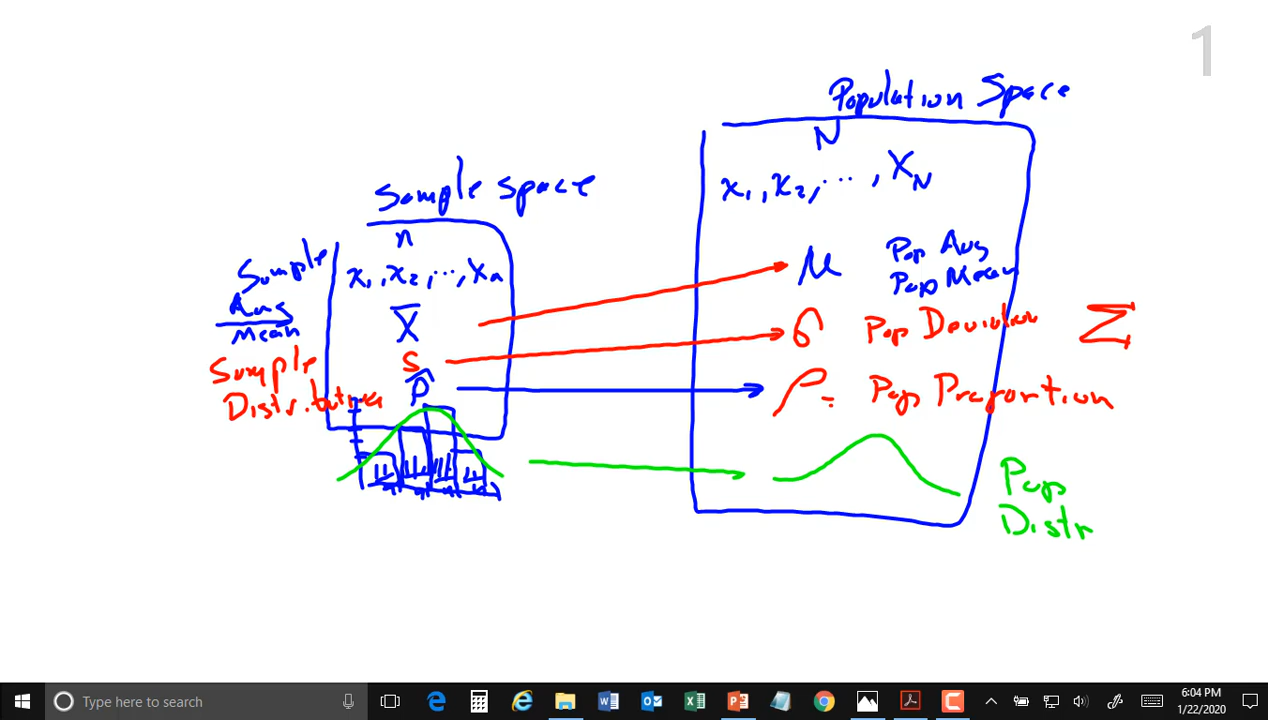 1
Population Space
N
x1, x2, ..., XN
μ Pop Avg
Pop Mean
σ Pop Deviation Σ
ρ Pop Proportion
Pop
Distr
Sample space
n
x1, x2, ..., Xn
Sample
Avg
Mean
X̄
S
p̂
Sample
Distribution
Type here to search
6:04 PM
1/22/2020